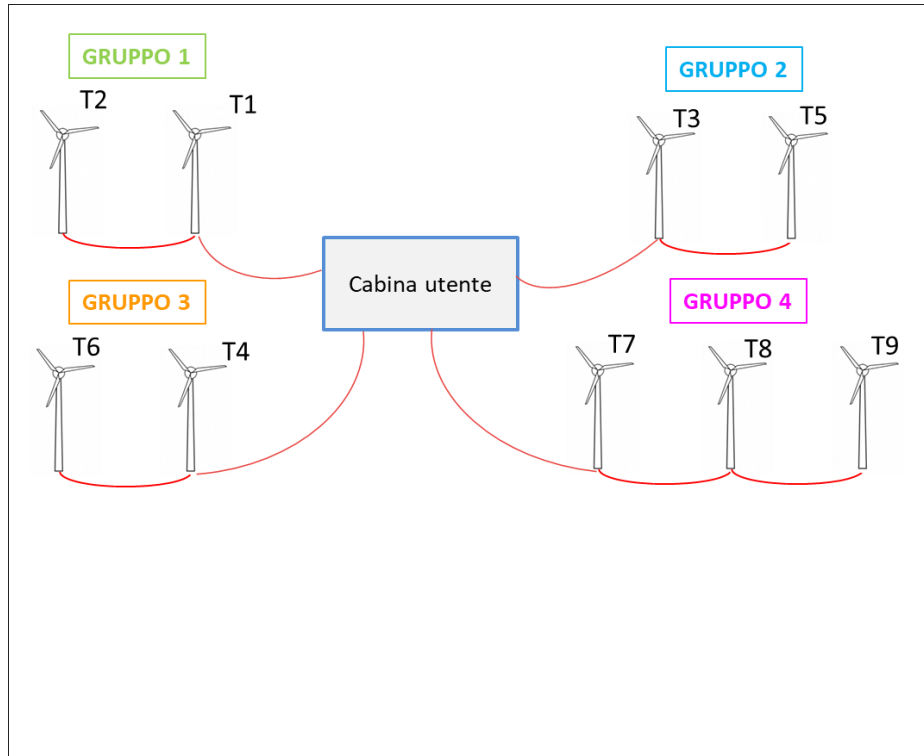 GRUPPO 1
T2
T1
GRUPPO 2
T3
T5
Cabina utente
GRUPPO 3
T6
T4
GRUPPO 4
T7
T8
T9